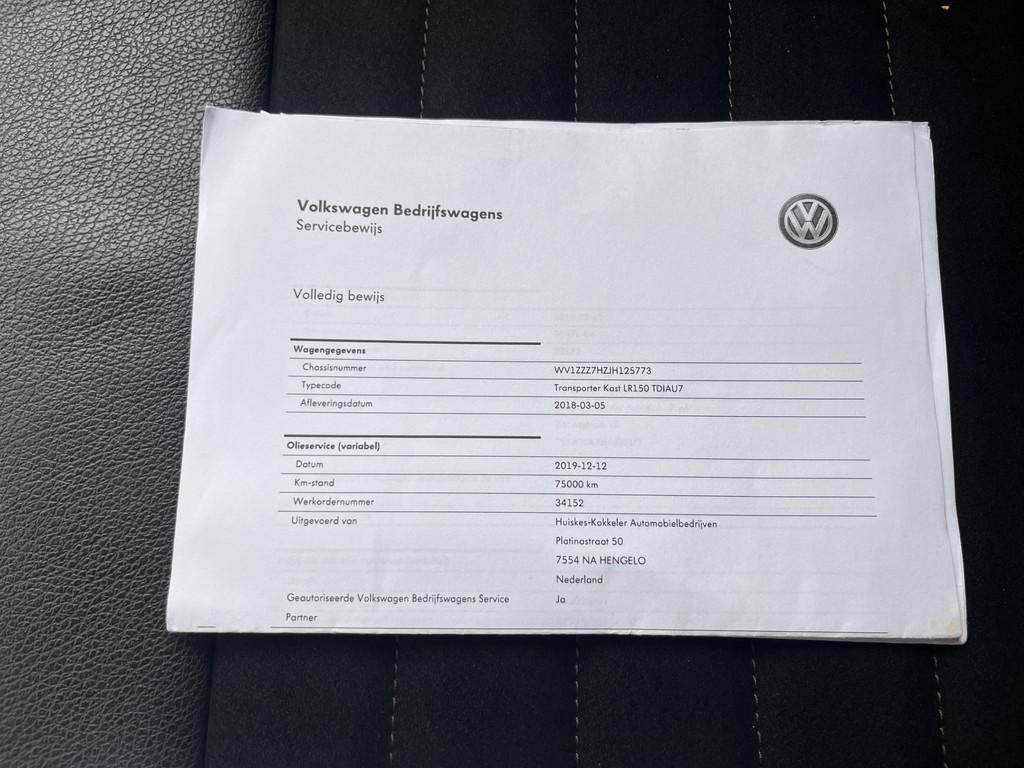 Volkswagen Bedrijfswagens
Servicebewijs
Volledig bewijs
Wagengegevens
Chassisnummer WV1ZZZ7HZJH125773
Typecode Transporter Kast LR150 TDIAU7
Afleveringsdatum 2018-03-05
Olieservice (variabel)
Datum 2019-12-12
Km-stand 75000 km
Werkordernummer 34152
Uitgevoerd van Huiskes-Kokkeler Automobielbedrijven
Platinastraat 50
7554 NA HENGELO
Nederland
Geautoriseerde Volkswagen Bedrijfswagens Service Ja
Partner